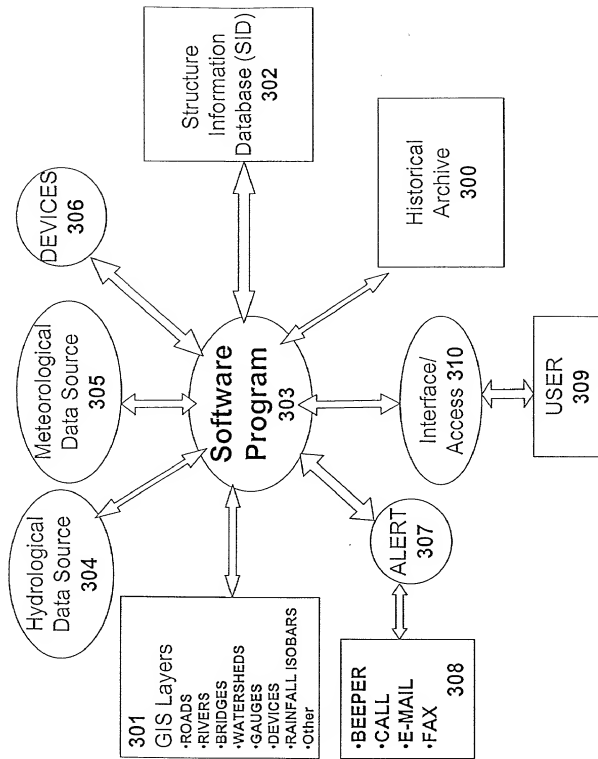 Hydrological
Data Source
304
Meteorological
Data Source
305
DEVICES
306
301
GIS Layers
•ROADS
•RIVERS
•BRIDGES
•WATERSHEDS
•GAUGES
•DEVICES
•RAINFALL ISOBARS
•Other
Software
Program
303
Structure
Information
Database (SID)
302
•BEEPER
•CALL
•E-MAIL
•FAX
308
ALERT
307
Interface/
Access 310
Historical
Archive
300
USER
309